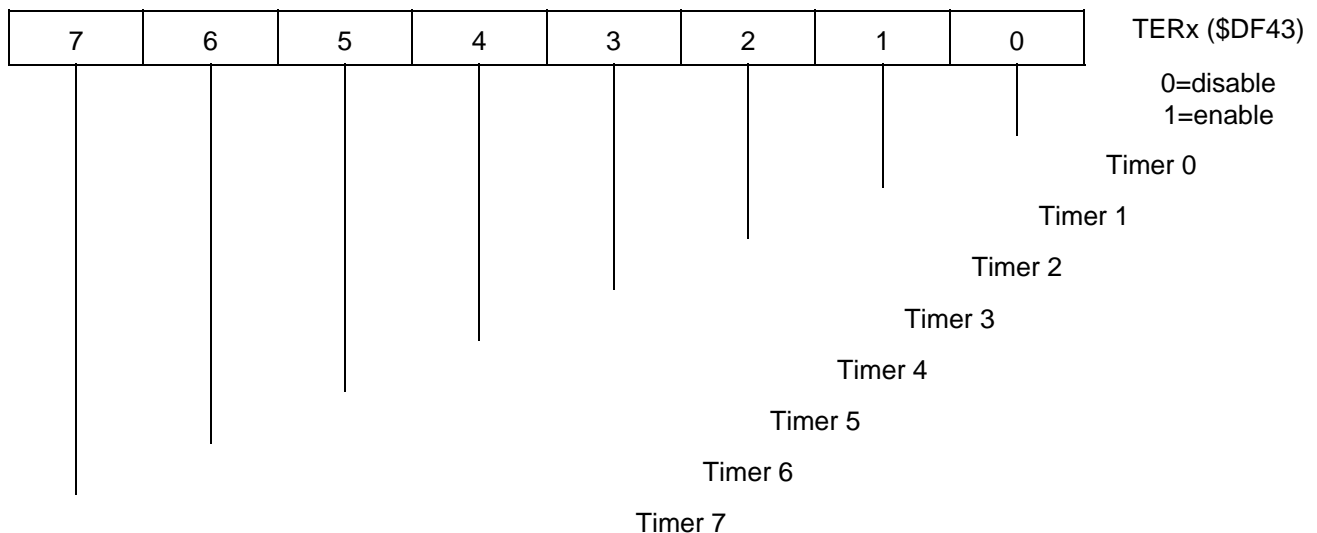 7 6 5 4 3 2 1 0 TERx ($DF43)
0=disable
1=enable
Timer 0
Timer 1
Timer 2
Timer 3
Timer 4
Timer 5
Timer 6
Timer 7